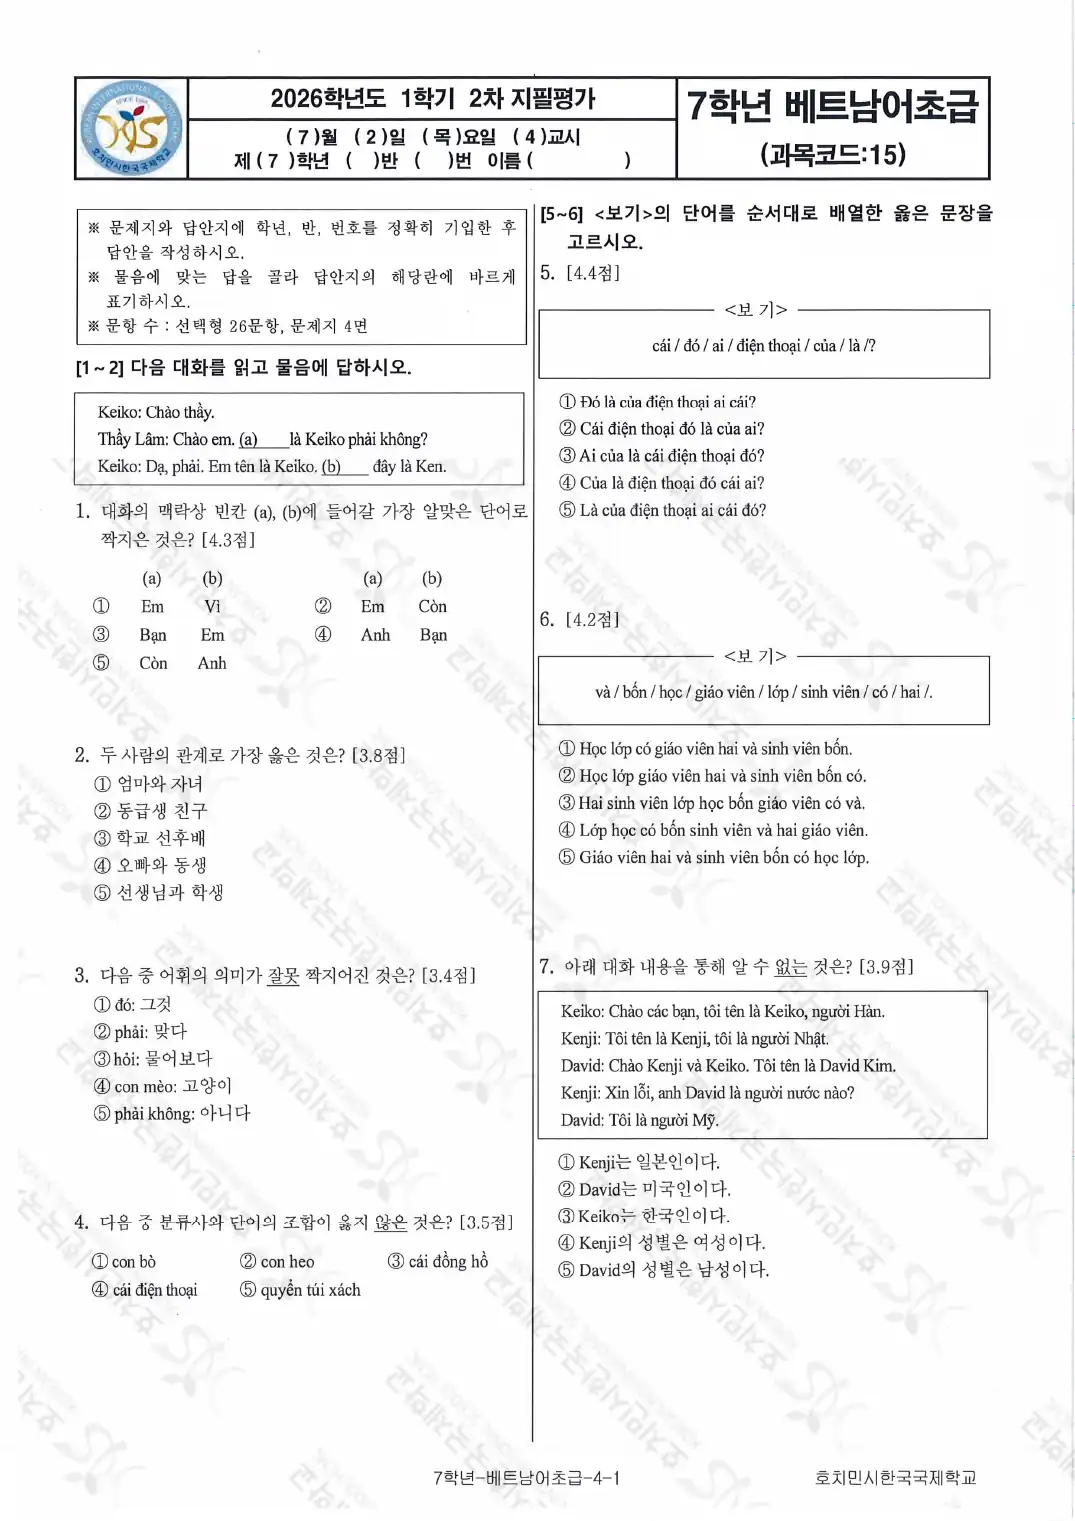 2026학년도 1학기 2차 지필평가
( 7 )월 ( 2 )일 ( 목 )요일 ( 4 )교시
제 ( 7 )학년 ( )반 ( )번 이름 ( )
7학년 베트남어초급
(과목코드:15)
※ 문제지와 답안지에 학년, 반, 번호를 정확히 기입한 후
답안을 작성하시오.
※ 물음에 맞는 답을 골라 답안지의 해당란에 바르게
표기하시오.
※ 문항 수 : 선택형 26문항, 문제지 4면
[1~2] 다음 대화를 읽고 물음에 답하시오.
Keiko: Chào thầy.
Thầy Lâm: Chào em. (a)____là Keiko phải không?
Keiko: Dạ, phải. Em tên là Keiko. (b)____ đây là Ken.
1. 대화의 맥락상 빈칸 (a), (b)에 들어갈 가장 알맞은 단어로
짝지은 것은? [4.3점]
(a) (b) (a) (b)
① Em Vì ② Em Còn
③ Bạn Em ④ Anh Bạn
⑤ Còn Anh
2. 두 사람의 관계로 가장 옳은 것은? [3.8점]
① 엄마와 자녀
② 동급생 친구
③ 학교 선후배
④ 오빠와 동생
⑤ 선생님과 학생
3. 다음 중 어휘의 의미가 잘못 짝지어진 것은? [3.4점]
① đó: 그것
② phải: 맞다
③ hỏi: 물어보다
④ con mèo: 고양이
⑤ phải không: 아니다
4. 다음 중 분류사와 단어의 조합이 옳지 않은 것은? [3.5점]
① con bò ② con heo ③ cái đồng hồ
④ cái điện thoại ⑤ quyển túi xách
[5~6] <보기>의 단어를 순서대로 배열한 옳은 문장을
고르시오.
5. [4.4점]
<보 기>
cái / đó / ai / điện thoại / của / là /?
① Đó là của điện thoại ai cái?
② Cái điện thoại đó là của ai?
③ Ai của là cái điện thoại đó?
④ Của là điện thoại đó cái ai?
⑤ Là của điện thoại ai cái đó?
6. [4.2점]
<보 기>
và / bốn / học / giáo viên / lớp / sinh viên / có / hai /.
① Học lớp có giáo viên hai và sinh viên bốn.
② Học lớp giáo viên hai và sinh viên bốn có.
③ Hai sinh viên lớp học bốn giáo viên có và.
④ Lớp học có bốn sinh viên và hai giáo viên.
⑤ Giáo viên hai và sinh viên bốn có học lớp.
7. 아래 대화 내용을 통해 알 수 없는 것은? [3.9점]
Keiko: Chào các bạn, tôi tên là Keiko, người Hàn.
Kenji: Tôi tên là Kenji, tôi là người Nhật.
David: Chào Kenji và Keiko. Tôi tên là David Kim.
Kenji: Xin lỗi, anh David là người nước nào?
David: Tôi là người Mỹ.
① Kenji는 일본인이다.
② David는 미국인이다.
③ Keiko는 한국인이다.
④ Kenji의 성별은 여성이다.
⑤ David의 성별은 남성이다.
7학년-베트남어초급-4-1
호치민시한국국제학교